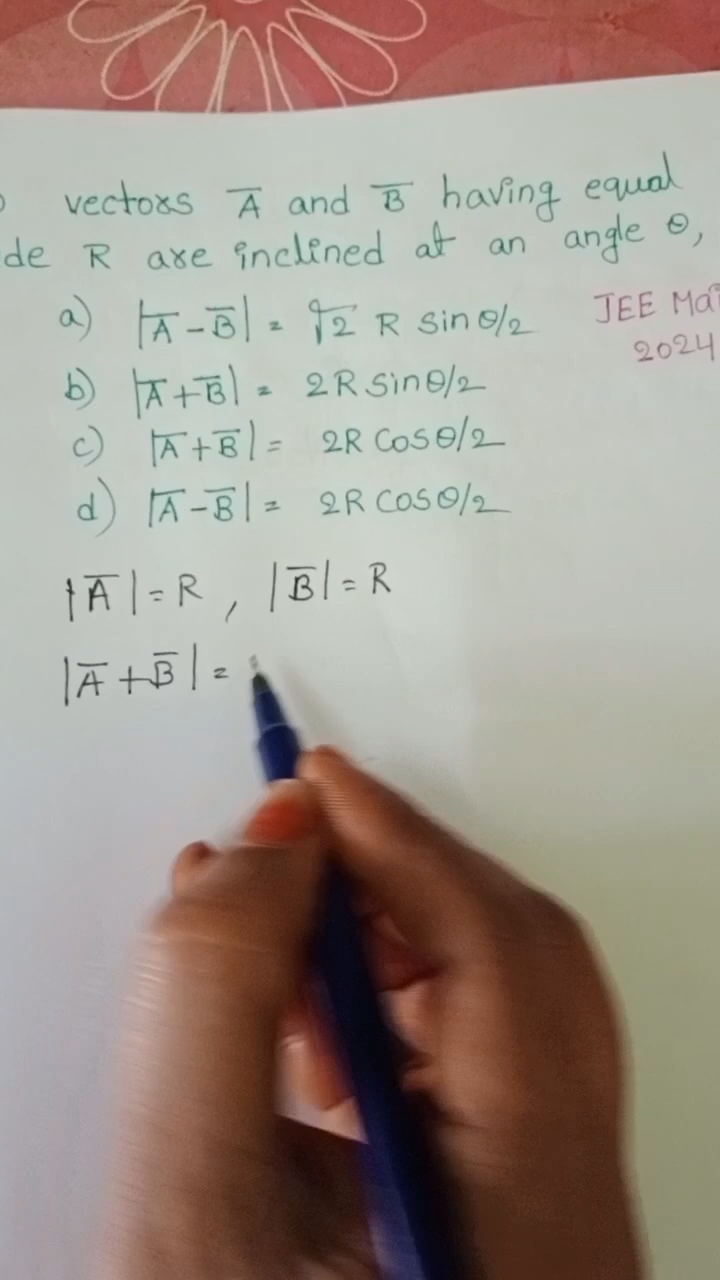 vectors A̅ and B̅ having equal
de R are inclined at an angle θ,
a) |A̅ - B̅| = √2 R Sin θ/2
JEE Mai
2024
b) |A̅ + B̅| = 2R Sin θ/2
c) |A̅ + B̅| = 2R Cos θ/2
d) |A̅ - B̅| = 2R Cos θ/2
|A̅| = R , |B̅| = R
|A̅ + B̅| =